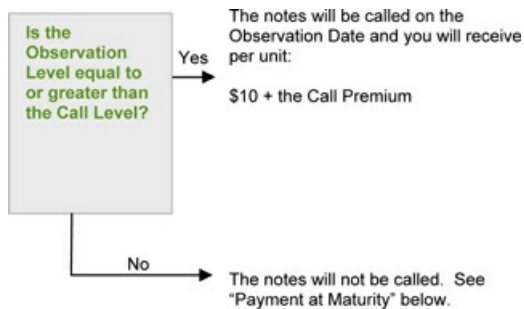 Is the
Observation
Level equal to
or greater than
the Call Level?
Yes
The notes will be called on the
Observation Date and you will receive
per unit:
$10 + the Call Premium
No
The notes will not be called.  See
“Payment at Maturity” below.